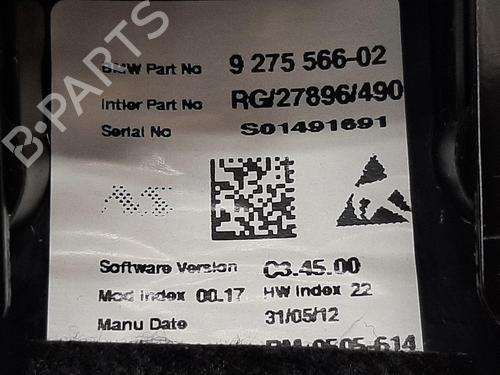 BMW Part No 9 275 566-02
Intier Part No RG/27896/490
Serial No S01491691
Software Version C3.45.00
Mod Index 00.17 HW Index 22
Manu Date 31/05/12
B-PARTS